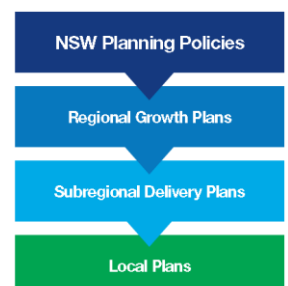 NSW Planning Policies
Regional Growth Plans
Subregional Delivery Plans
Local Plans